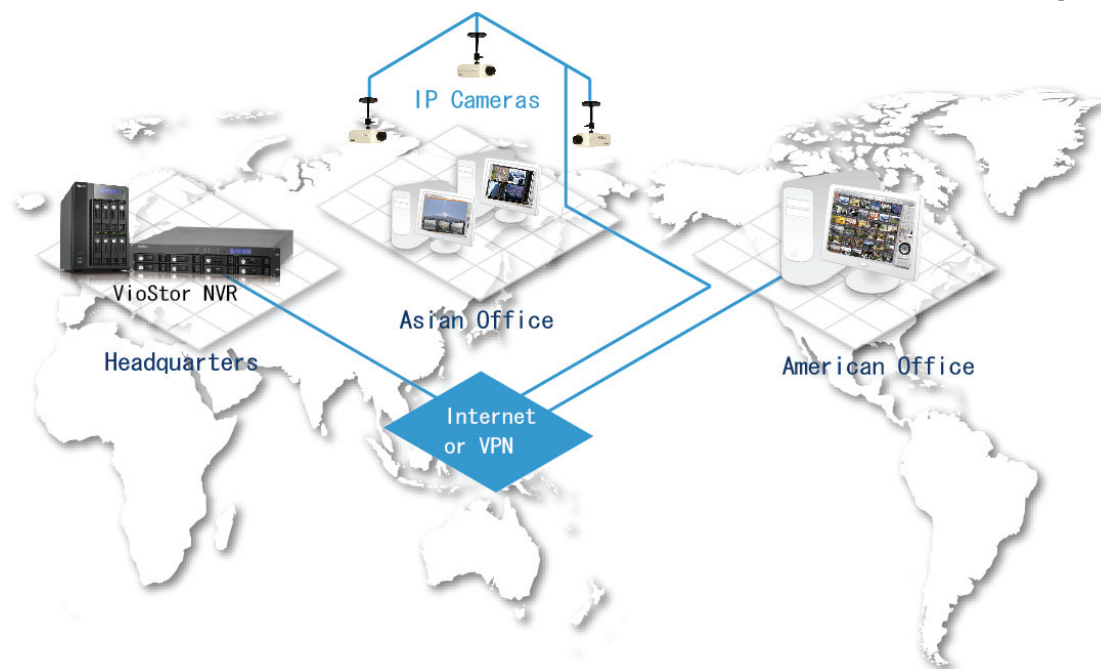 IP Cameras
VioStor NVR
Asian Office
Headquarters
American Office
Internet
or VPN